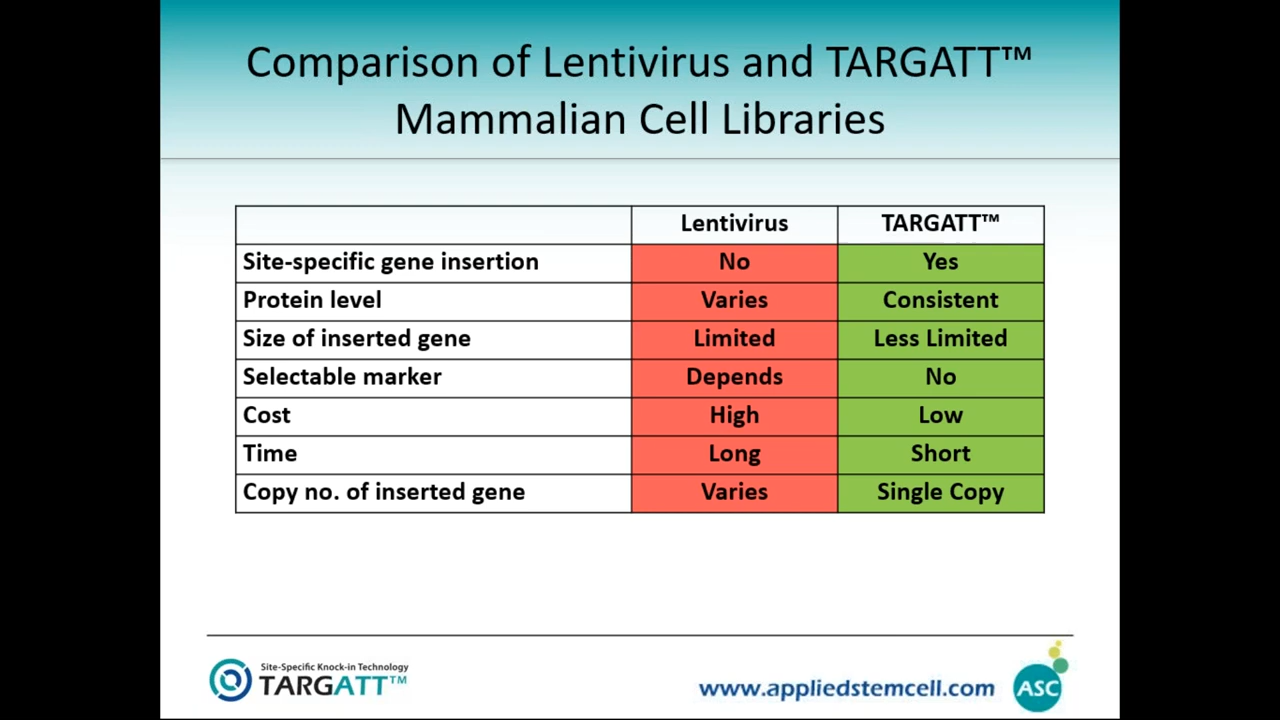 Comparison of Lentivirus and TARGATT™
Mammalian Cell Libraries
Lentivirus TARGATT™
Site-specific gene insertion No Yes
Protein level Varies Consistent
Size of inserted gene Limited Less Limited
Selectable marker Depends No
Cost High Low
Time Long Short
Copy no. of inserted gene Varies Single Copy
Site-Specific Knock-in Technology
TARGATT™
www.appliedstemcell.com
ASC